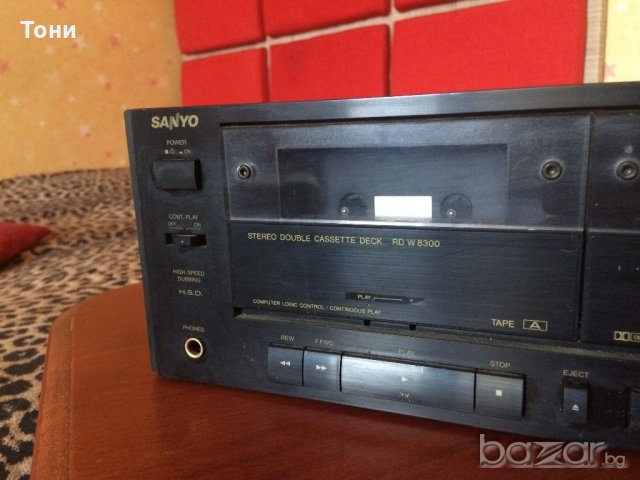 Тони
SANYO
POWER
ON
CONT. PLAY
OFF ON
HIGH SPEED
DUBBING
H.S.D.
PHONES
STEREO DOUBLE CASSETTE DECK RD W8300
PLAY
COMPUTER LOGIC CONTROL / CONTINUOUS PLAY
TAPE A
REW FFWD PLAY STOP EJECT
bazar.bg